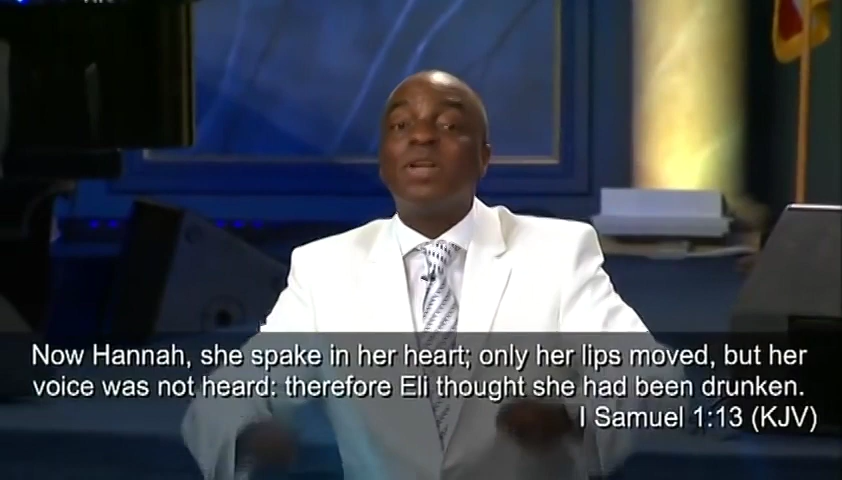 Now Hannah, she spake in her heart; only her lips moved, but her
voice was not heard: therefore Eli thought she had been drunken.
I Samuel 1:13 (KJV)